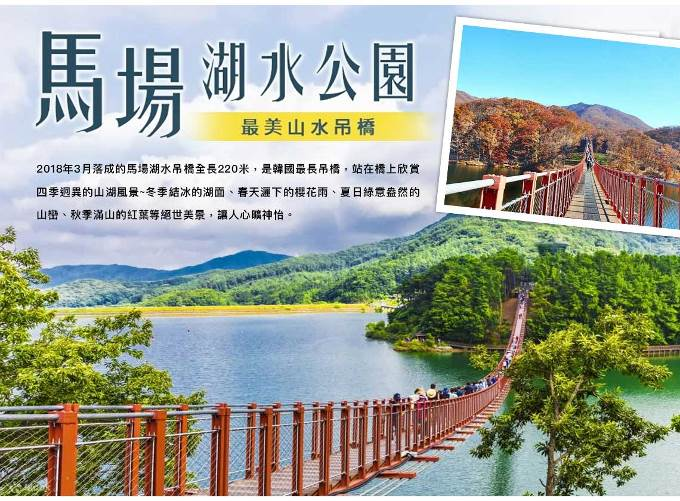 馬場 湖水公園
最美山水吊橋
2018年3月落成的馬場湖水吊橋全長220米，是韓國最長吊橋，站在橋上欣賞
四季迥異的山湖風景~冬季結冰的湖面、春天灑下的櫻花雨、夏日綠意盎然的
山巒、秋季滿山的紅葉等絕世美景，讓人心曠神怡。